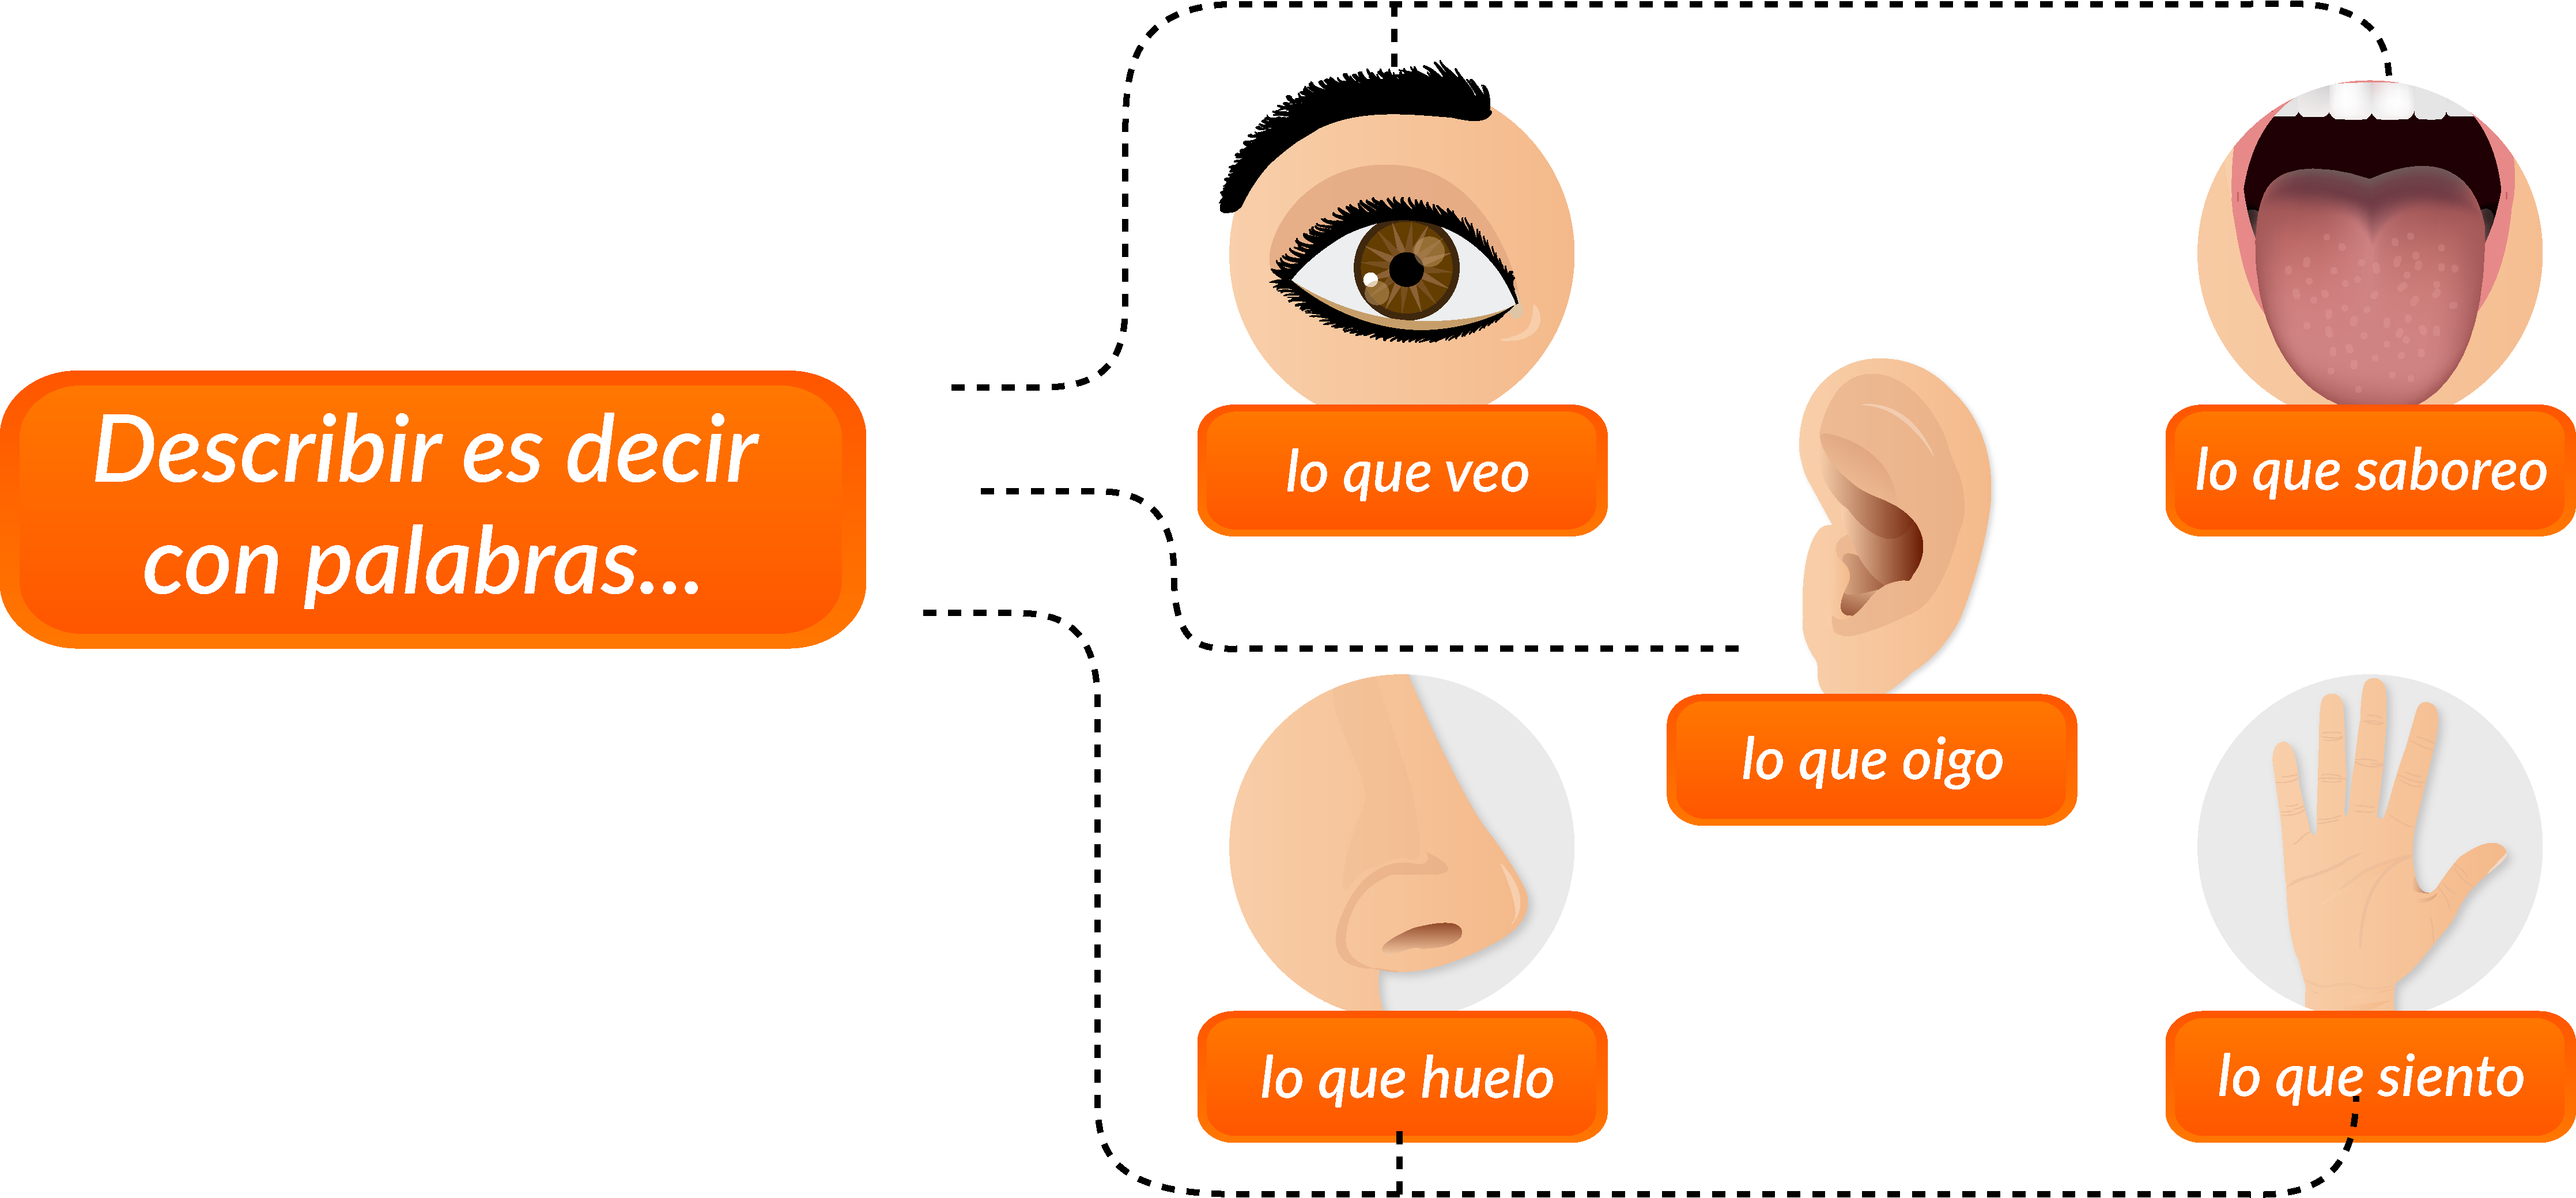 Describir es decir
con palabras...
lo que veo
lo que saboreo
lo que oigo
lo que huelo
lo que siento